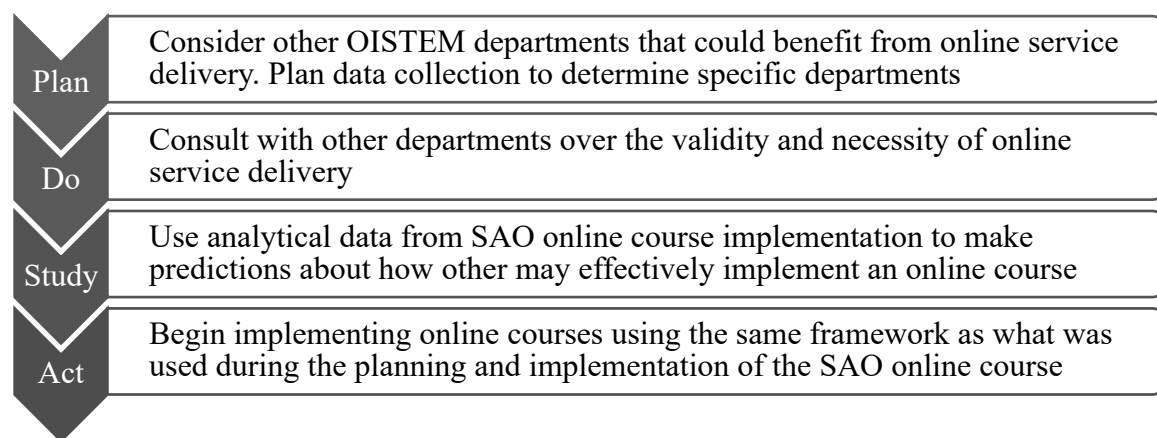 Plan
Consider other OISTEM departments that could benefit from online service
delivery. Plan data collection to determine specific departments
Do
Consult with other departments over the validity and necessity of online
service delivery
Study
Use analytical data from SAO online course implementation to make
predictions about how other may effectively implement an online course
Act
Begin implementing online courses using the same framework as what was
used during the planning and implementation of the SAO online course